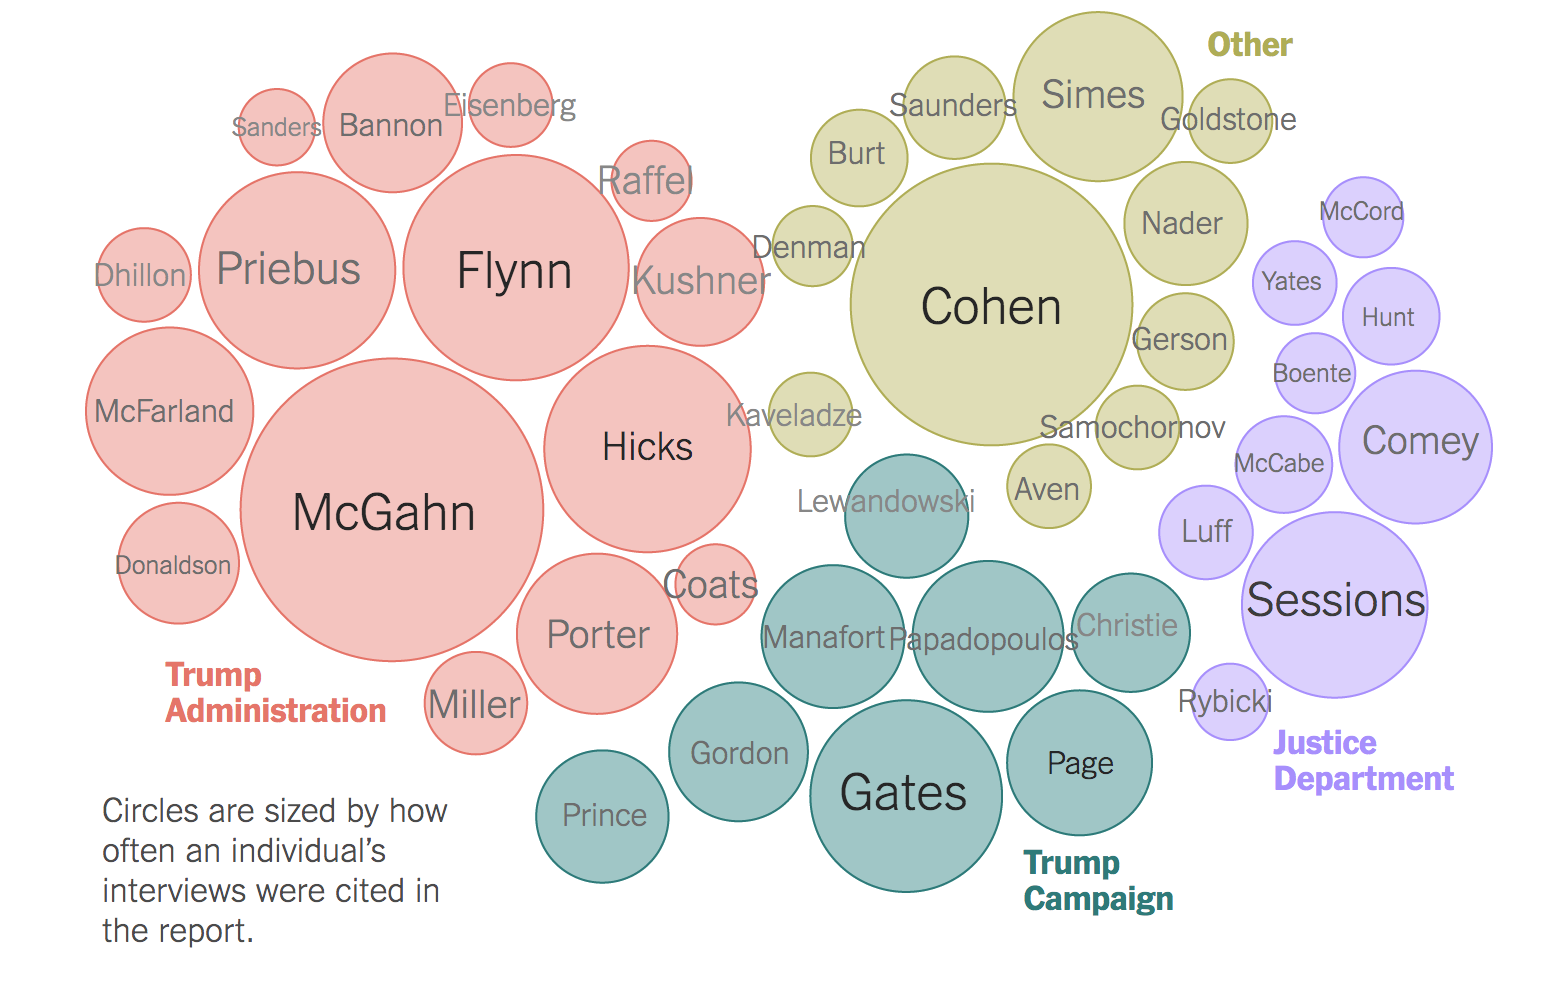 Sanders
Bannon
Eisenberg
Raffel
Dhillon
Priebus
Flynn
Kushner
McFarland
McGahn
Hicks
Donaldson
Porter
Coats
Miller
Trump
Administration
Other
Saunders
Simes
Goldstone
Burt
Denman
Cohen
Nader
Gerson
Kaveladze
Samochornov
Aven
McCord
Yates
Hunt
Boente
Comey
McCabe
Luff
Sessions
Rybicki
Justice
Department
Lewandowski
Manafort
Papadopoulos
Christie
Gordon
Gates
Page
Prince
Trump
Campaign
Circles are sized by how
often an individual’s
interviews were cited in
the report.